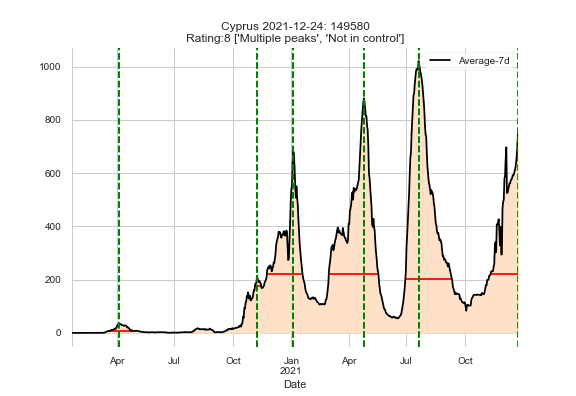 Cyprus 2021-12-24: 149580
Rating:8 ['Multiple peaks', 'Not in control']
Average-7d
1000
800
600
400
200
0
Apr Jul Oct Jan Apr Jul Oct
2021
Date